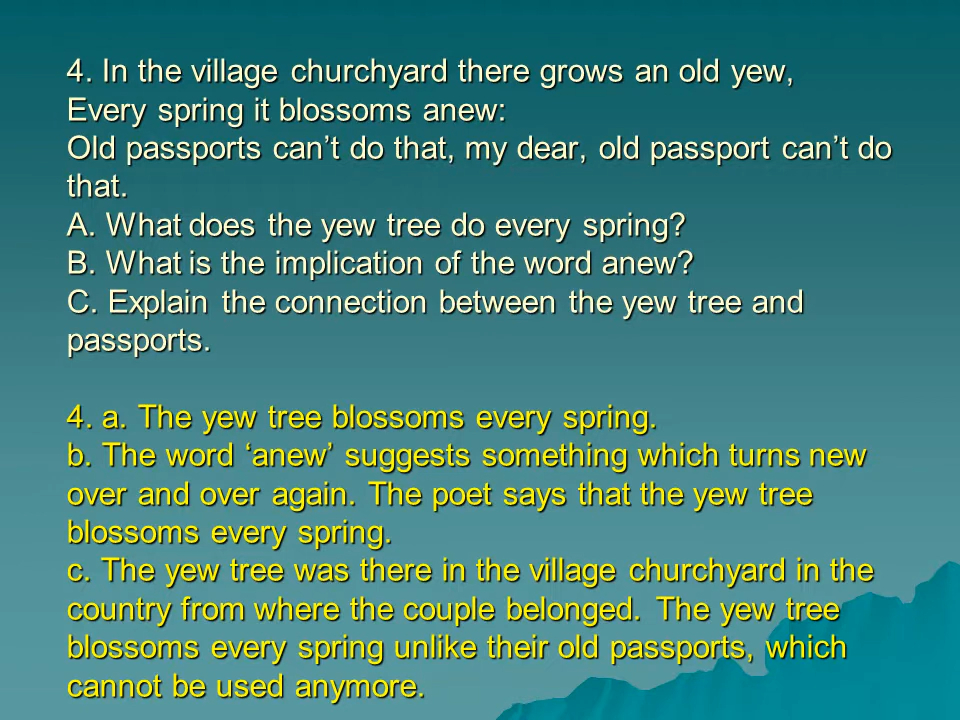 4. In the village churchyard there grows an old yew,
Every spring it blossoms anew:
Old passports can’t do that, my dear, old passport can’t do
that.
A. What does the yew tree do every spring?
B. What is the implication of the word anew?
C. Explain the connection between the yew tree and
passports.
4. a. The yew tree blossoms every spring.
b. The word ‘anew’ suggests something which turns new
over and over again. The poet says that the yew tree
blossoms every spring.
c. The yew tree was there in the village churchyard in the
country from where the couple belonged. The yew tree
blossoms every spring unlike their old passports, which
cannot be used anymore.